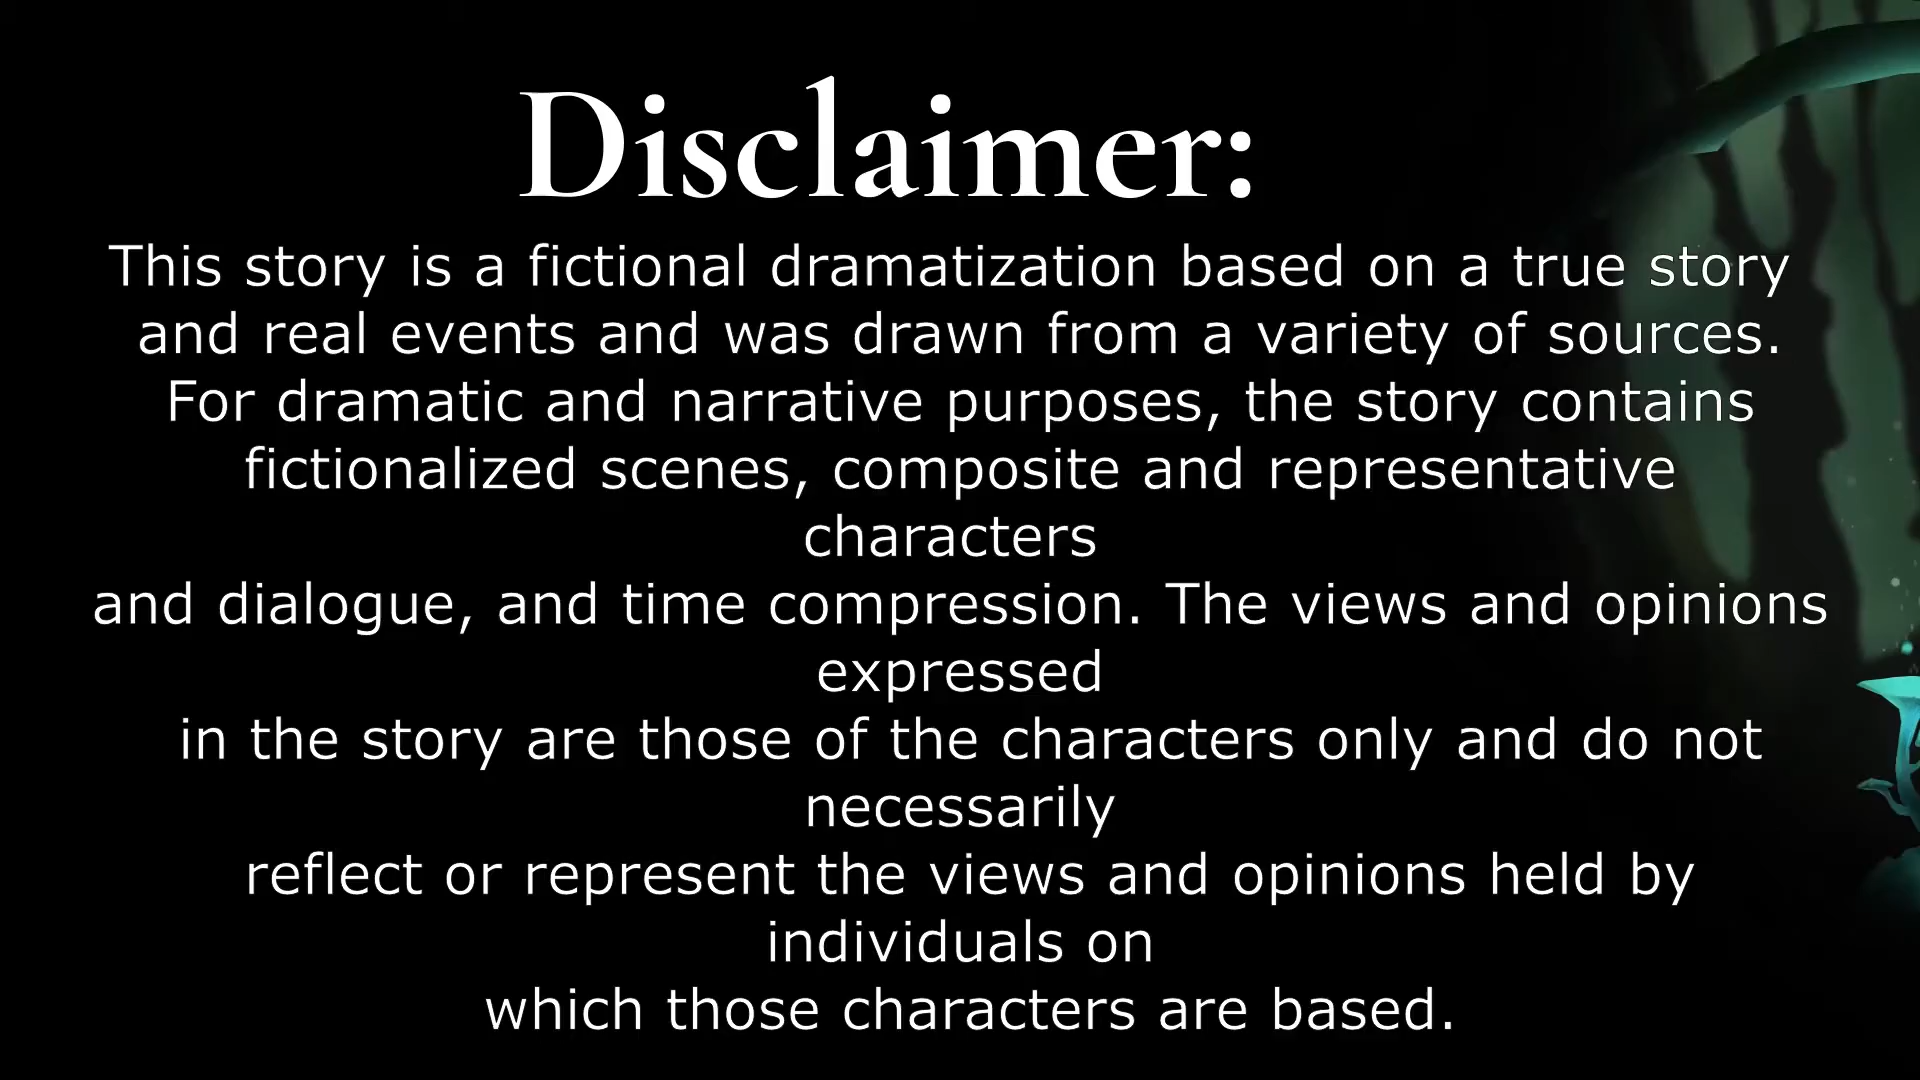 Disclaimer:
This story is a fictional dramatization based on a true story
and real events and was drawn from a variety of sources.
For dramatic and narrative purposes, the story contains
fictionalized scenes, composite and representative
characters
and dialogue, and time compression. The views and opinions
expressed
in the story are those of the characters only and do not
necessarily
reflect or represent the views and opinions held by
individuals on
which those characters are based.